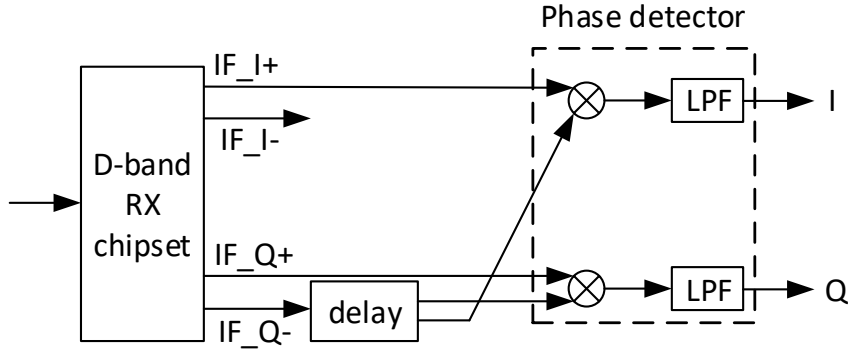 Phase detector
IF_I+
LPF
I
IF_I-
D-band
RX
chipset
IF_Q+
LPF
Q
IF_Q-
delay